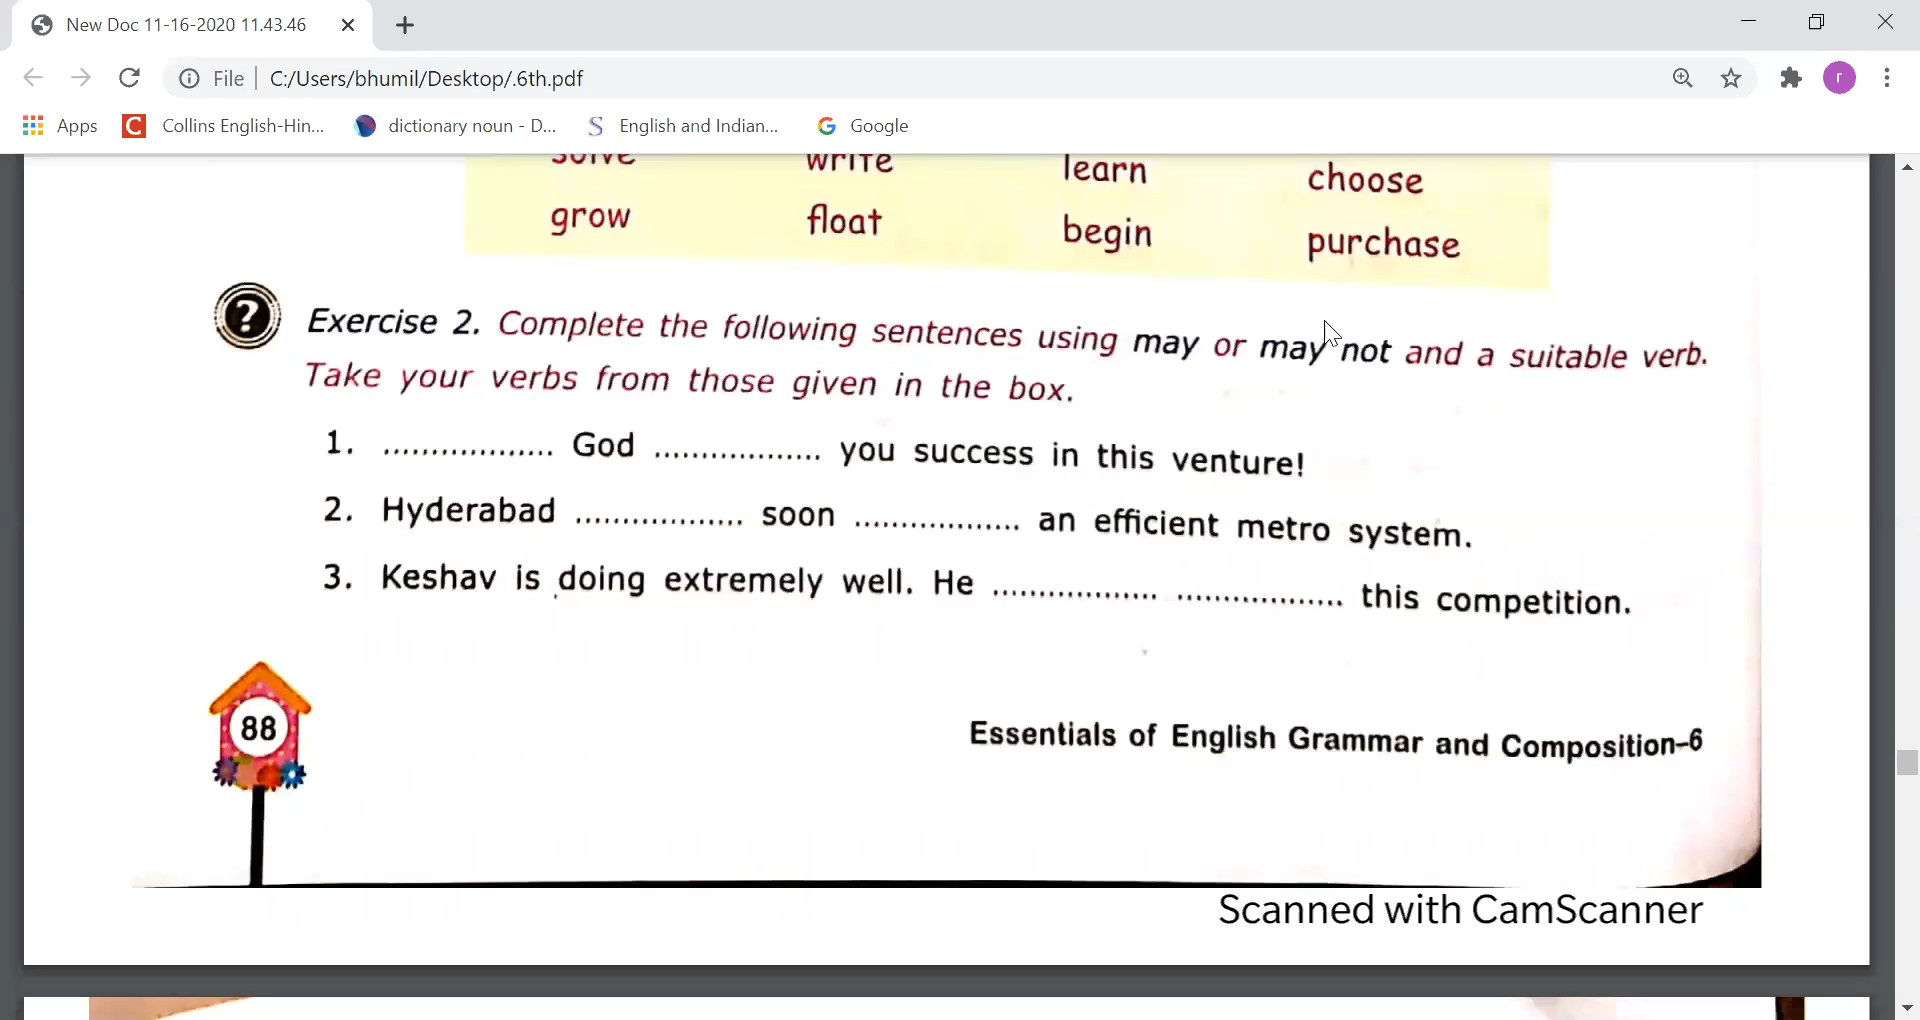 New Doc 11-16-2020 11.43.46
File C:/Users/bhumil/Desktop/.6th.pdf
r
Apps Collins English-Hin... dictionary noun - D... English and Indian... Google
solve write learn choose
grow float begin purchase
Exercise 2. Complete the following sentences using may or may not and a suitable verb.
Take your verbs from those given in the box.
1. .................. God .................. you success in this venture!
2. Hyderabad .................. soon .................. an efficient metro system.
3. Keshav is doing extremely well. He .................. .................. this competition.
88
Essentials of English Grammar and Composition-6
Scanned with CamScanner